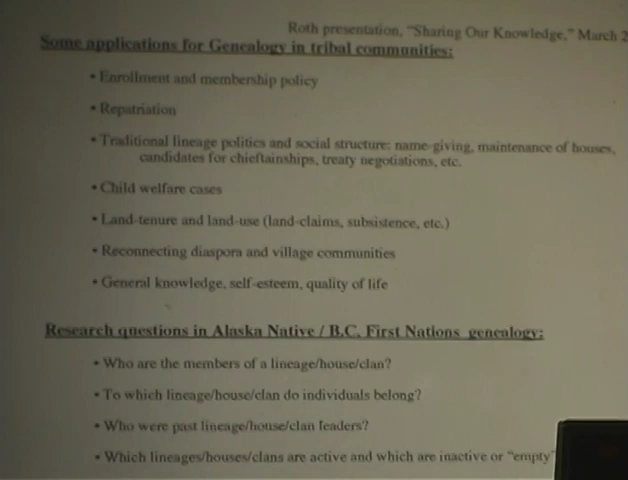 Roth presentation, "Sharing Our Knowledge," March 2
Some applications for Genealogy in tribal communities:
• Enrollment and membership policy
• Repatriation
• Traditional lineage politics and social structure: name-giving, maintenance of houses,
candidates for chieftainships, treaty negotiations, etc.
• Child welfare cases
• Land-tenure and land-use (land-claims, subsistence, etc.)
• Reconnecting diaspora and village communities
• General knowledge, self-esteem, quality of life
Research questions in Alaska Native / B.C. First Nations genealogy:
• Who are the members of a lineage/house/clan?
• To which lineage/house/clan do individuals belong?
• Who were past lineage/house/clan leaders?
• Which lineages/houses/clans are active and which are inactive or "empty"